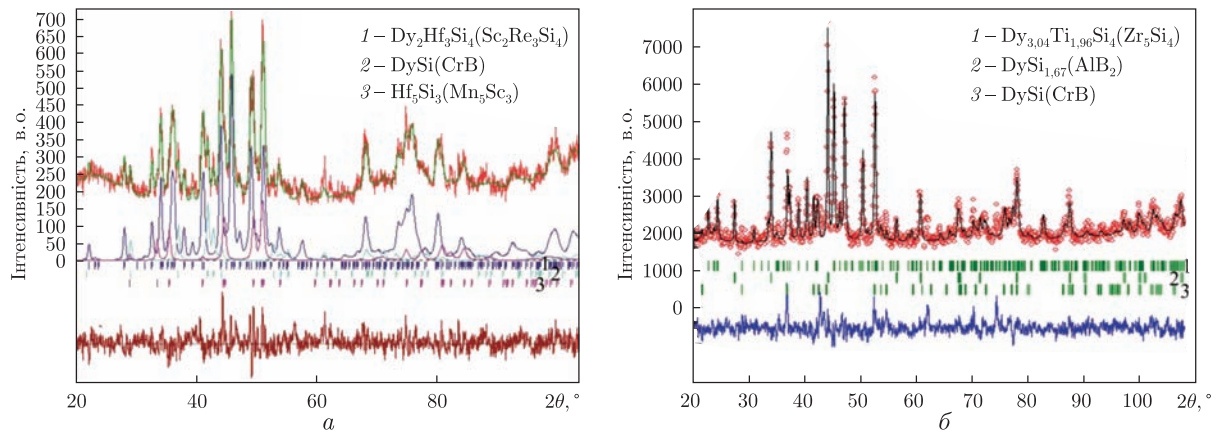 Інтенсивність, в.о.
700
650
600
550
500
450
400
350
300
250
200
150
100
50
0
1 – Dy₂Hf₃Si₄(Sc₂Re₃Si₄)
2 – DySi(CrB)
3 – Hf₅Si₃(Mn₅Sc₃)
1
2
3
20 40 60 80 2θ, °
а
Інтенсивність, в.о.
7000
6000
5000
4000
3000
2000
1000
0
1 – Dy₃,₀₄Ti₁,₉₆Si₄(Zr₅Si₄)
2 – DySi₁,₆₇(AlB₂)
3 – DySi(CrB)
1
2
3
20 30 40 50 60 70 80 90 100 2θ, °
б